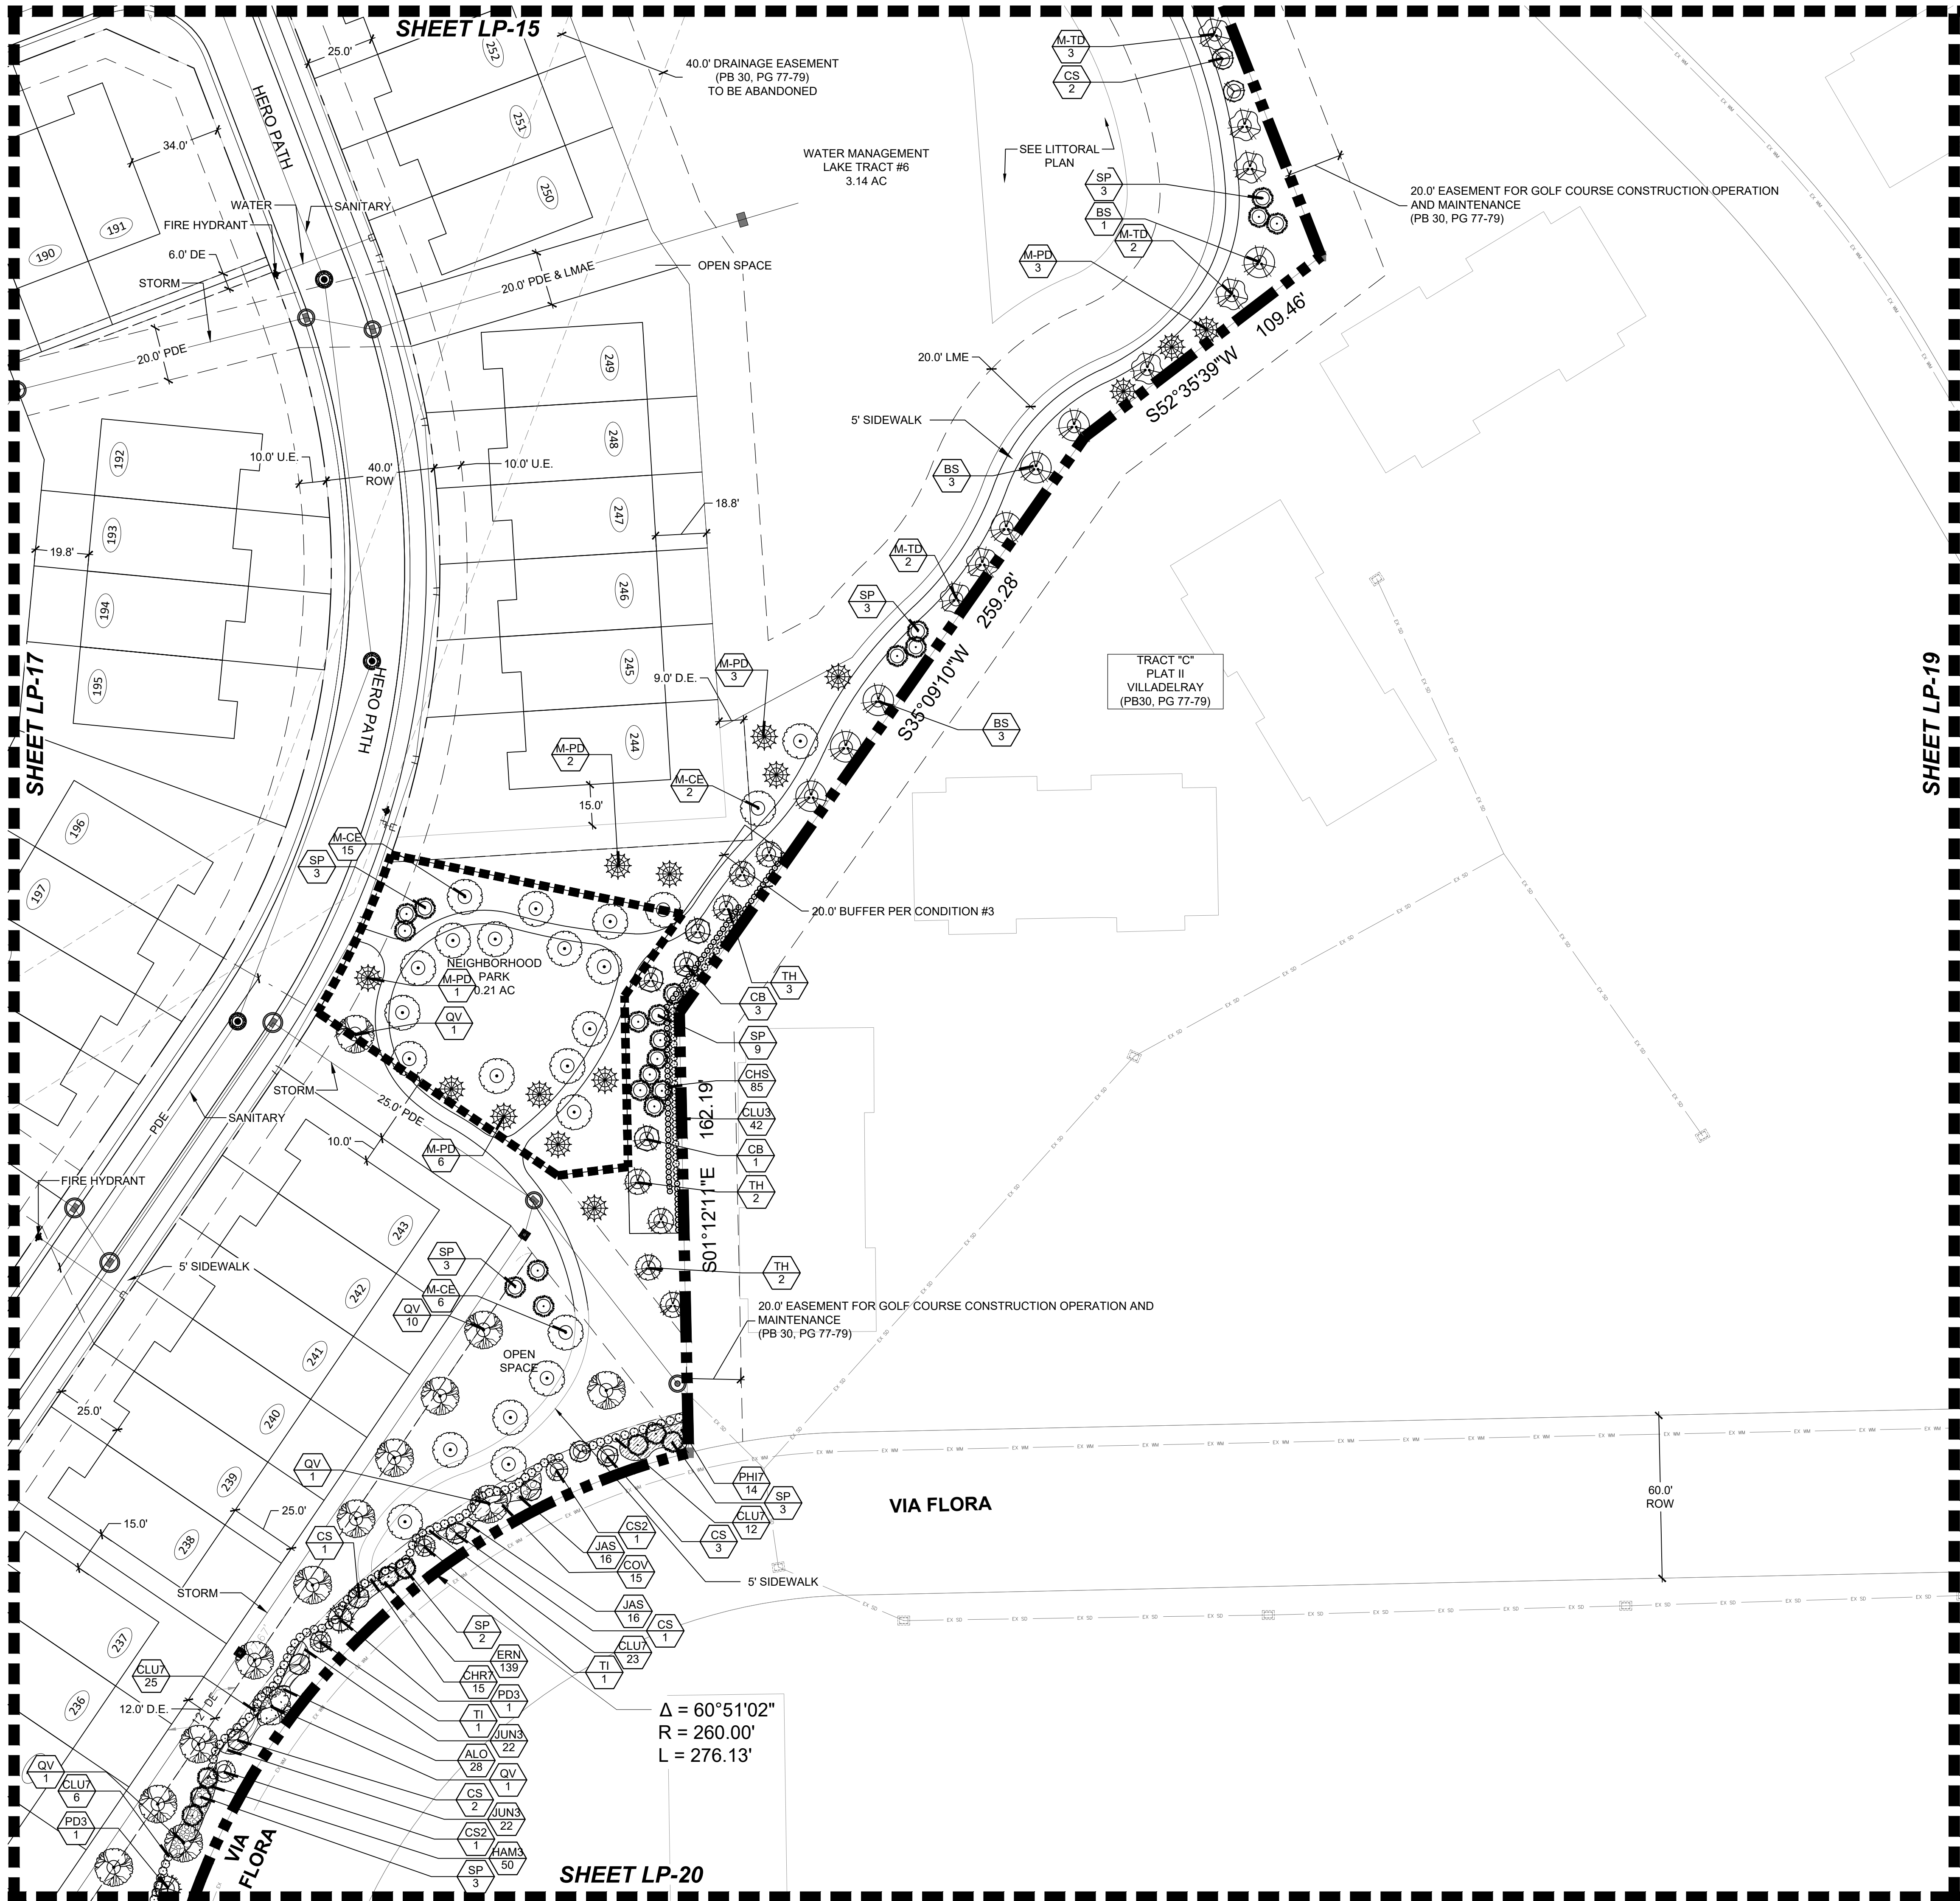 SHEET LP-15
252
25.0'
40.0' DRAINAGE EASEMENT
(PB 30, PG 77-79)
TO BE ABANDONED
M-TD
3
CS
2
HERO PATH
251
34.0'
WATER MANAGEMENT
LAKE TRACT #6
3.14 AC
SEE LITTORAL
PLAN
SP
3
BS
1
M-TD
2
M-PD
3
20.0' EASEMENT FOR GOLF COURSE CONSTRUCTION OPERATION
AND MAINTENANCE
(PB 30, PG 77-79)
250
WATER
SANITARY
FIRE HYDRANT
191
190
6.0' DE
STORM
20.0' PDE & LMAE
OPEN SPACE
20.0' PDE
109.46'
S52°35'39"W
249
20.0' LME
5' SIDEWALK
248
192
10.0' U.E.
40.0'
ROW
10.0' U.E.
BS
3
247
18.8'
193
19.8'
M-TD
2
246
194
SP
3
259.28'
S35°09'10"W
SHEET LP-17
SHEET LP-19
195
HERO PATH
245
9.0' D.E.
M-PD
3
TRACT "C"
PLAT II
VILLADELRAY
(PB30, PG 77-79)
BS
3
244
M-PD
2
M-CE
2
15.0'
196
M-CE
15
SP
3
197
20.0' BUFFER PER CONDITION #3
NEIGHBORHOOD
PARK
0.21 AC
M-PD
1
QV
1
TH
3
CB
3
SP
9
CHS
85
CLU3
42
CB
1
TH
2
STORM
25.0' PDE
PDE
SANITARY
10.0'
M-PD
6
162.19'
S01°12'11"E
FIRE HYDRANT
243
5' SIDEWALK
SP
3
M-CE
6
QV
10
TH
2
242
20.0' EASEMENT FOR GOLF COURSE CONSTRUCTION OPERATION AND
MAINTENANCE
(PB 30, PG 77-79)
241
OPEN
SPACE
240
25.0'
239
QV
1
25.0'
15.0'
238
CS
1
PHI7
14
SP
3
CLU7
12
CS
3
CS2
1
JAS
16
COV
15
5' SIDEWALK
VIA FLORA
60.0'
ROW
EX WM
EX SD
STORM
JAS
16
CS
1
CLU7
23
TI
1
SP
2
ERN
139
CHR7
15
PD3
1
TI
1
JUN3
22
ALO
28
QV
1
CS
2
JUN3
22
CS2
1
HAM3
50
SP
3
237
CLU7
25
12.0' D.E.
12' DE
236
QV
1
CLU7
6
PD3
1
Δ = 60°51'02"
R = 260.00'
L = 276.13'
VIA
FLORA
SHEET LP-20